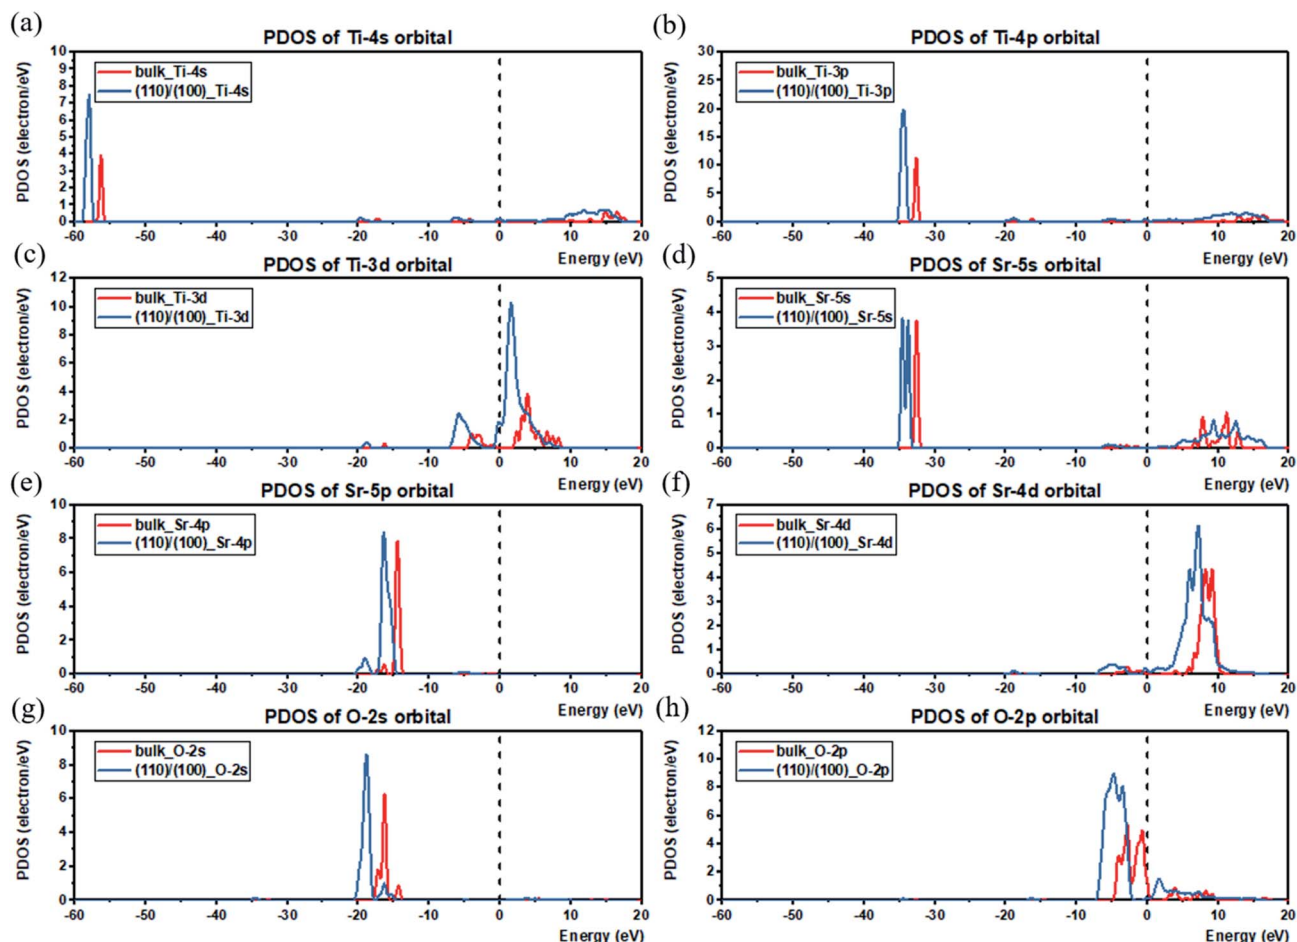 (a)
PDOS of Ti-4s orbital
PDOS (electron/eV)
10
9
8
7
6
5
4
3
2
1
0
bulk_Ti-4s
(110)/(100)_Ti-4s
-60 -50 -40 -30 -20 -10 0 10 20
Energy (eV)
(b)
PDOS of Ti-4p orbital
PDOS (electron/eV)
30
25
20
15
10
5
0
bulk_Ti-3p
(110)/(100)_Ti-3p
-60 -50 -40 -30 -20 -10 0 10 20
Energy (eV)
(c)
PDOS of Ti-3d orbital
PDOS (electron/eV)
12
10
8
6
4
2
0
bulk_Ti-3d
(110)/(100)_Ti-3d
-60 -50 -40 -30 -20 -10 0 10 20
Energy (eV)
(d)
PDOS of Sr-5s orbital
PDOS (electron/eV)
5
4
3
2
1
0
bulk_Sr-5s
(110)/(100)_Sr-5s
-60 -50 -40 -30 -20 -10 0 10 20
Energy (eV)
(e)
PDOS of Sr-5p orbital
PDOS (electron/eV)
10
8
6
4
2
0
bulk_Sr-4p
(110)/(100)_Sr-4p
-60 -50 -40 -30 -20 -10 0 10 20
Energy (eV)
(f)
PDOS of Sr-4d orbital
PDOS (electron/eV)
7
6
5
4
3
2
1
0
bulk_Sr-4d
(110)/(100)_Sr-4d
-60 -50 -40 -30 -20 -10 0 10 20
Energy (eV)
(g)
PDOS of O-2s orbital
PDOS (electron/eV)
10
8
6
4
2
0
bulk_O-2s
(110)/(100)_O-2s
-60 -50 -40 -30 -20 -10 0 10 20
Energy (eV)
(h)
PDOS of O-2p orbital
PDOS (electron/eV)
12
9
6
3
0
bulk_O-2p
(110)/(100)_O-2p
-60 -50 -40 -30 -20 -10 0 10 20
Energy (eV)